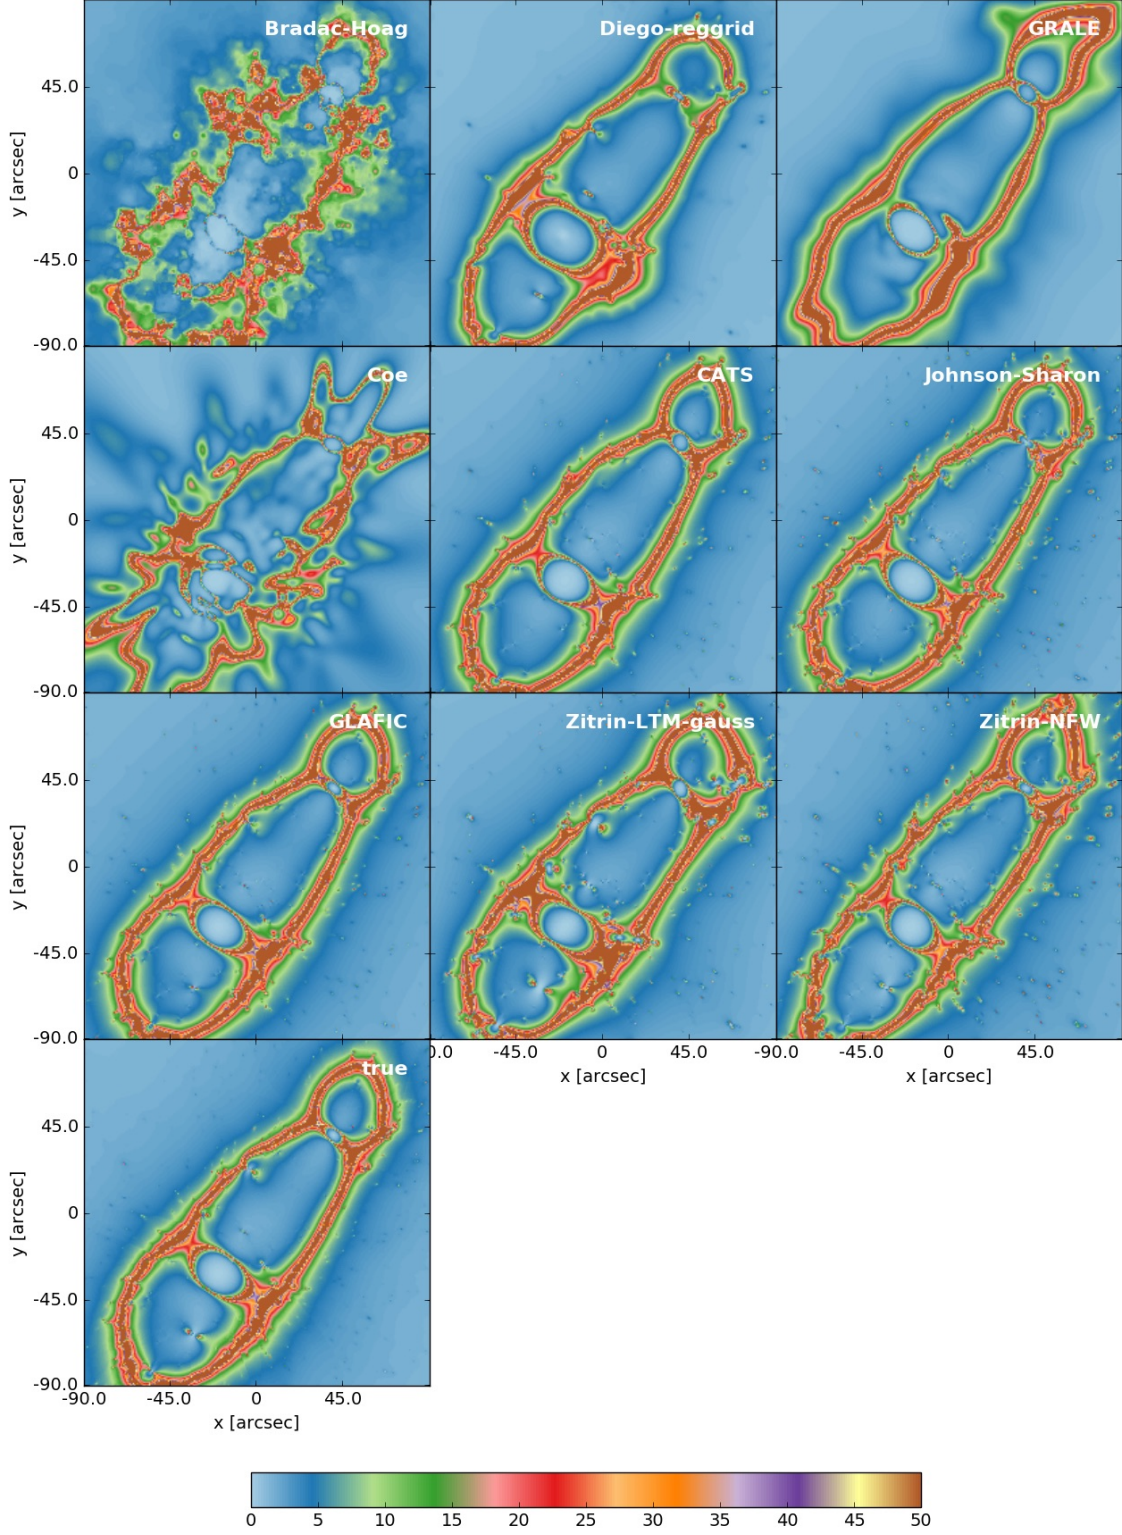 Bradac-Hoag Diego-reggrid GRALE
45.0
0
-45.0
-90.0
y [arcsec]
Coe CATS Johnson-Sharon
45.0
0
-45.0
-90.0
y [arcsec]
GLAFIC Zitrin-LTM-gauss Zitrin-NFW
45.0
0
-45.0
-90.0
y [arcsec]
0.0 -45.0 0 45.0 -90.0 -45.0 0 45.0
x [arcsec] x [arcsec]
true
45.0
0
-45.0
-90.0
y [arcsec]
-90.0 -45.0 0 45.0
x [arcsec]
0 5 10 15 20 25 30 35 40 45 50